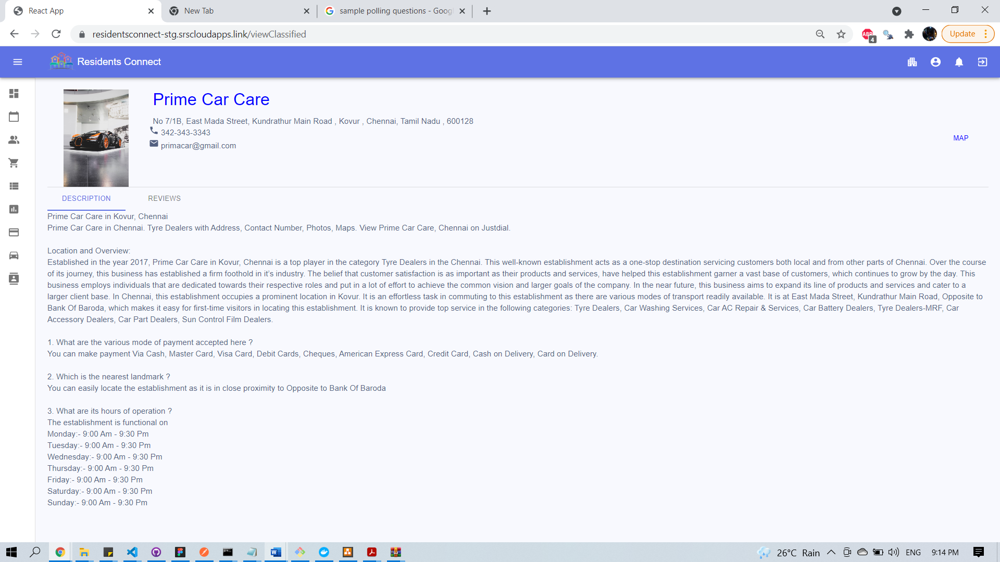 React App
New Tab
sample polling questions - Goog
residentsconnect-stg.srscloudapps.link/viewClassified
ABP
4
Update
Residents Connect
Prime Car Care
No 7/1B, East Mada Street, Kundrathur Main Road , Kovur , Chennai, Tamil Nadu , 600128
342-343-3343
primacar@gmail.com
MAP
DESCRIPTION
REVIEWS
Prime Car Care in Kovur, Chennai
Prime Car Care in Chennai. Tyre Dealers with Address, Contact Number, Photos, Maps. View Prime Car Care, Chennai on Justdial.
Location and Overview:
Established in the year 2017, Prime Car Care in Kovur, Chennai is a top player in the category Tyre Dealers in the Chennai. This well-known establishment acts as a one-stop destination servicing customers both local and from other parts of Chennai. Over the course
of its journey, this business has established a firm foothold in it's industry. The belief that customer satisfaction is as important as their products and services, have helped this establishment garner a vast base of customers, which continues to grow by the day. This
business employs individuals that are dedicated towards their respective roles and put in a lot of effort to achieve the common vision and larger goals of the company. In the near future, this business aims to expand its line of products and services and cater to a
larger client base. In Chennai, this establishment occupies a prominent location in Kovur. It is an effortless task in commuting to this establishment as there are various modes of transport readily available. It is at East Mada Street, Kundrathur Main Road, Opposite to
Bank Of Baroda, which makes it easy for first-time visitors in locating this establishment. It is known to provide top service in the following categories: Tyre Dealers, Car Washing Services, Car AC Repair & Services, Car Battery Dealers, Tyre Dealers-MRF, Car
Accessory Dealers, Car Part Dealers, Sun Control Film Dealers.
1. What are the various mode of payment accepted here ?
You can make payment Via Cash, Master Card, Visa Card, Debit Cards, Cheques, American Express Card, Credit Card, Cash on Delivery, Card on Delivery.
2. Which is the nearest landmark ?
You can easily locate the establishment as it is in close proximity to Opposite to Bank Of Baroda
3. What are its hours of operation ?
The establishment is functional on
Monday:- 9:00 Am - 9:30 Pm
Tuesday:- 9:00 Am - 9:30 Pm
Wednesday:- 9:00 Am - 9:30 Pm
Thursday:- 9:00 Am - 9:30 Pm
Friday:- 9:00 Am - 9:30 Pm
Saturday:- 9:00 Am - 9:30 Pm
Sunday:- 9:00 Am - 9:30 Pm
26°C Rain
ENG
9:14 PM